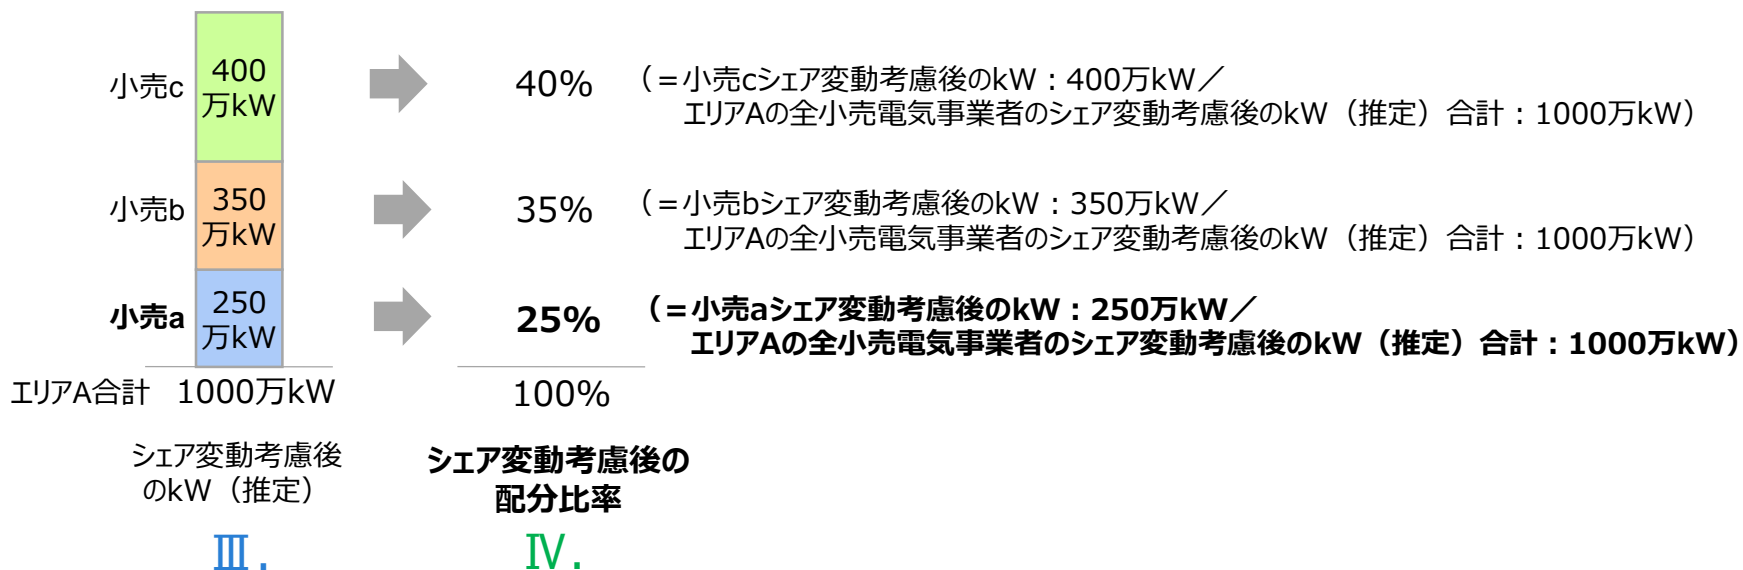 小売c
400
万kW
40%
（＝小売cシェア変動考慮後のkW：400万kW／
エリアAの全小売電気事業者のシェア変動考慮後のkW（推定）合計：1000万kW）
小売b
350
万kW
35%
（＝小売bシェア変動考慮後のkW：350万kW／
エリアAの全小売電気事業者のシェア変動考慮後のkW（推定）合計：1000万kW）
小売a
250
万kW
25%
（＝小売aシェア変動考慮後のkW：250万kW／
エリアAの全小売電気事業者のシェア変動考慮後のkW（推定）合計：1000万kW）
エリアA合計
1000万kW
100%
シェア変動考慮後
のkW（推定）
シェア変動考慮後の
配分比率
Ⅲ.
Ⅳ.